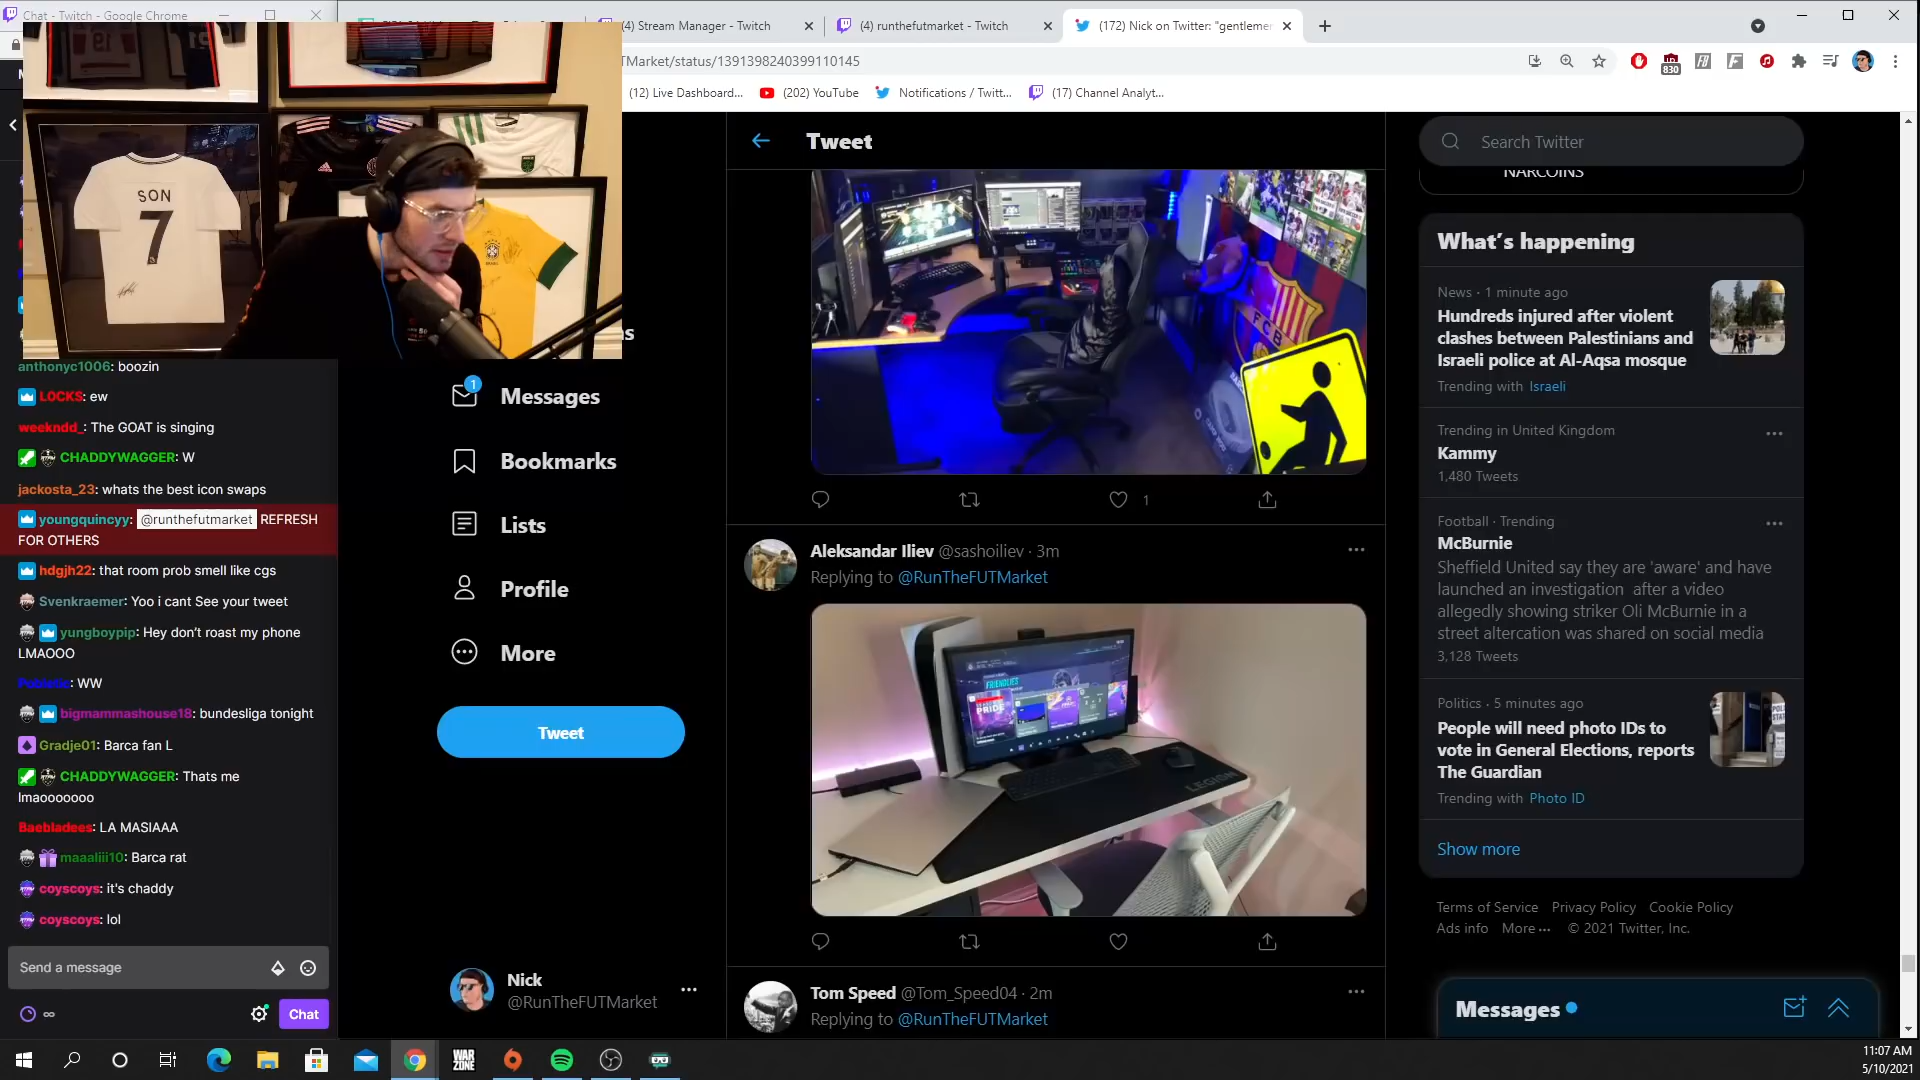 Chat - Twitch - Google Chrome
(4) Stream Manager - Twitch
(4) runthefutmarket - Twitch
(172) Nick on Twitter: "gentlemen
TMarket/status/1391398240399110145
830
(12) Live Dashboard...
(202) YouTube
Notifications / Twitt...
(17) Channel Analyt...
SON
7
anthonyc1006: boozin
L0CKS: ew
weekndd_: The GOAT is singing
CHADDYWAGGER: W
jackosta_23: whats the best icon swaps
youngquincyy: @runthefutmarket REFRESH
FOR OTHERS
hdgjh22: that room prob smell like cgs
Svenkraemer: Yoo i cant See your tweet
yungboypip: Hey don't roast my phone
LMAOOO
WW
bigmammashouse18: bundesliga tonight
Gradje01: Barca fan L
CHADDYWAGGER: Thats me
lmaooooooo
Baebladees: LA MASIAAA
maaaliii10: Barca rat
coyscoys: it's chaddy
coyscoys: lol
Send a message
Chat
1
Messages
Bookmarks
Lists
Profile
More
Tweet
Nick
@RunTheFUTMarket
Tweet
FCB
1
Aleksandar Iliev @sashoiliev · 3m
Replying to @RunTheFUTMarket
FRIENDLIES
PRIDE
LEGION
Tom Speed @Tom_Speed04 · 2m
Replying to @RunTheFUTMarket
Search Twitter
NARCOINS
What's happening
News · 1 minute ago
Hundreds injured after violent
clashes between Palestinians and
Israeli police at Al-Aqsa mosque
Trending with Israeli
Trending in United Kingdom
Kammy
1,480 Tweets
Football · Trending
McBurnie
Sheffield United say they are 'aware' and have
launched an investigation after a video
allegedly showing striker Oli McBurnie in a
street altercation was shared on social media
3,128 Tweets
Politics · 5 minutes ago
People will need photo IDs to
vote in General Elections, reports
The Guardian
Trending with Photo ID
Show more
Terms of Service Privacy Policy Cookie Policy
Ads info More ··· © 2021 Twitter, Inc.
Messages
WAR
ZONE
11:07 AM
5/10/2021